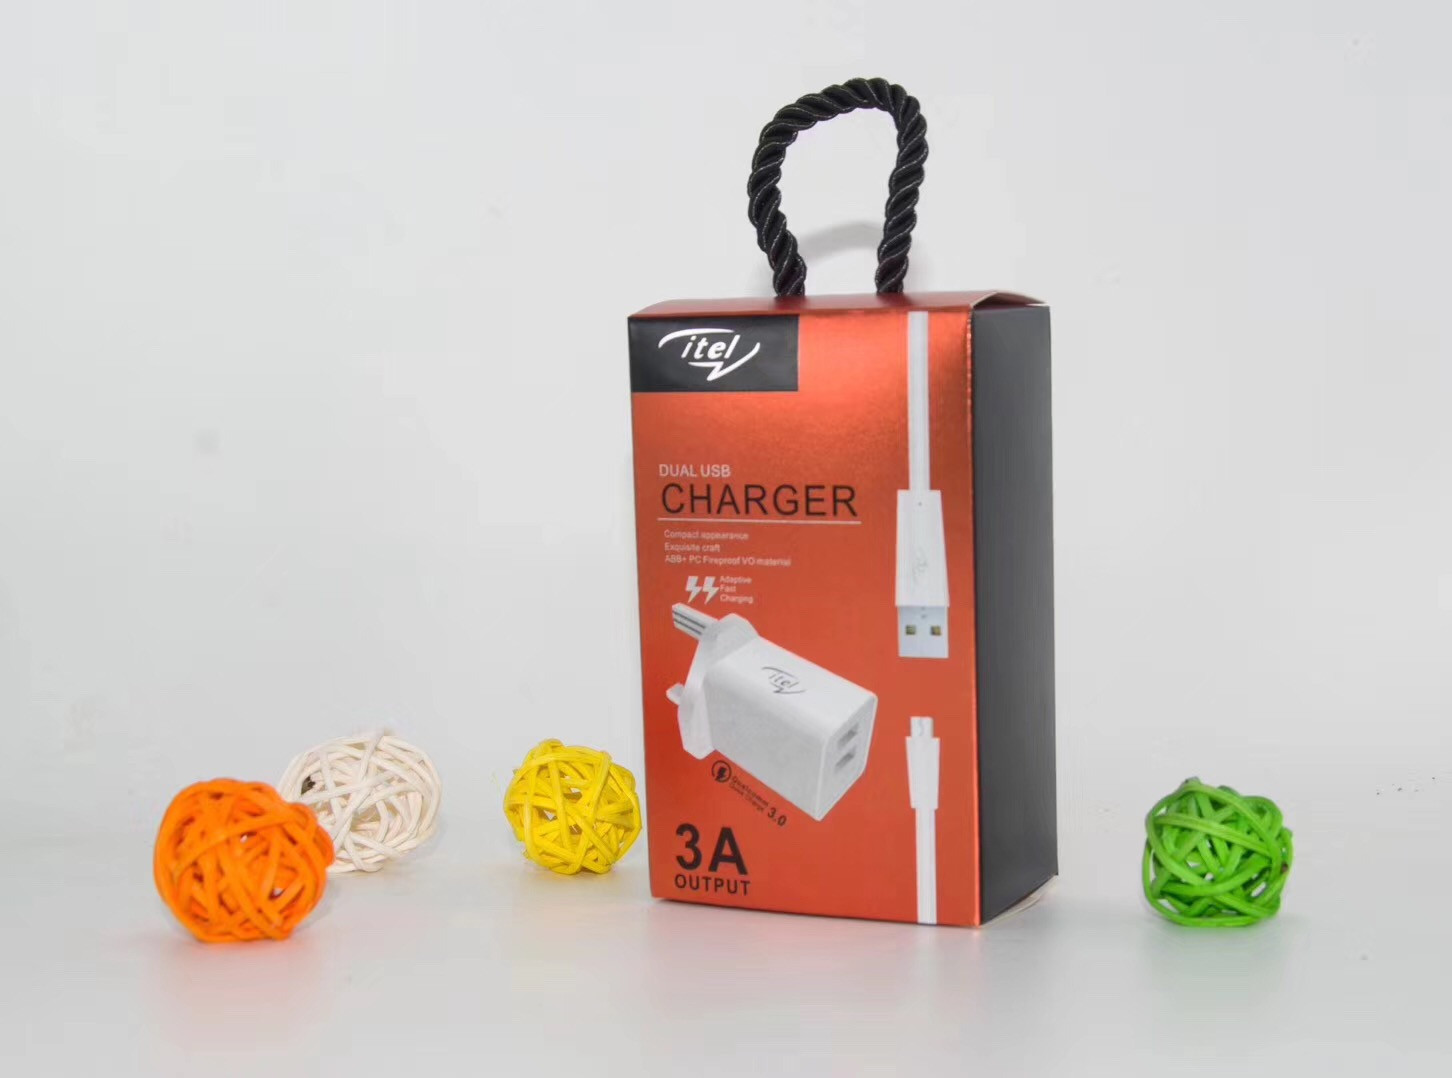 itel
DUAL USB
CHARGER
Compact appearance
Exquisite craft
ABB+ PC Fireproof VO material
Adaptive
Fast
Charging
itel
Qualcomm
Quick Charge 3.0
3A
OUTPUT
itel